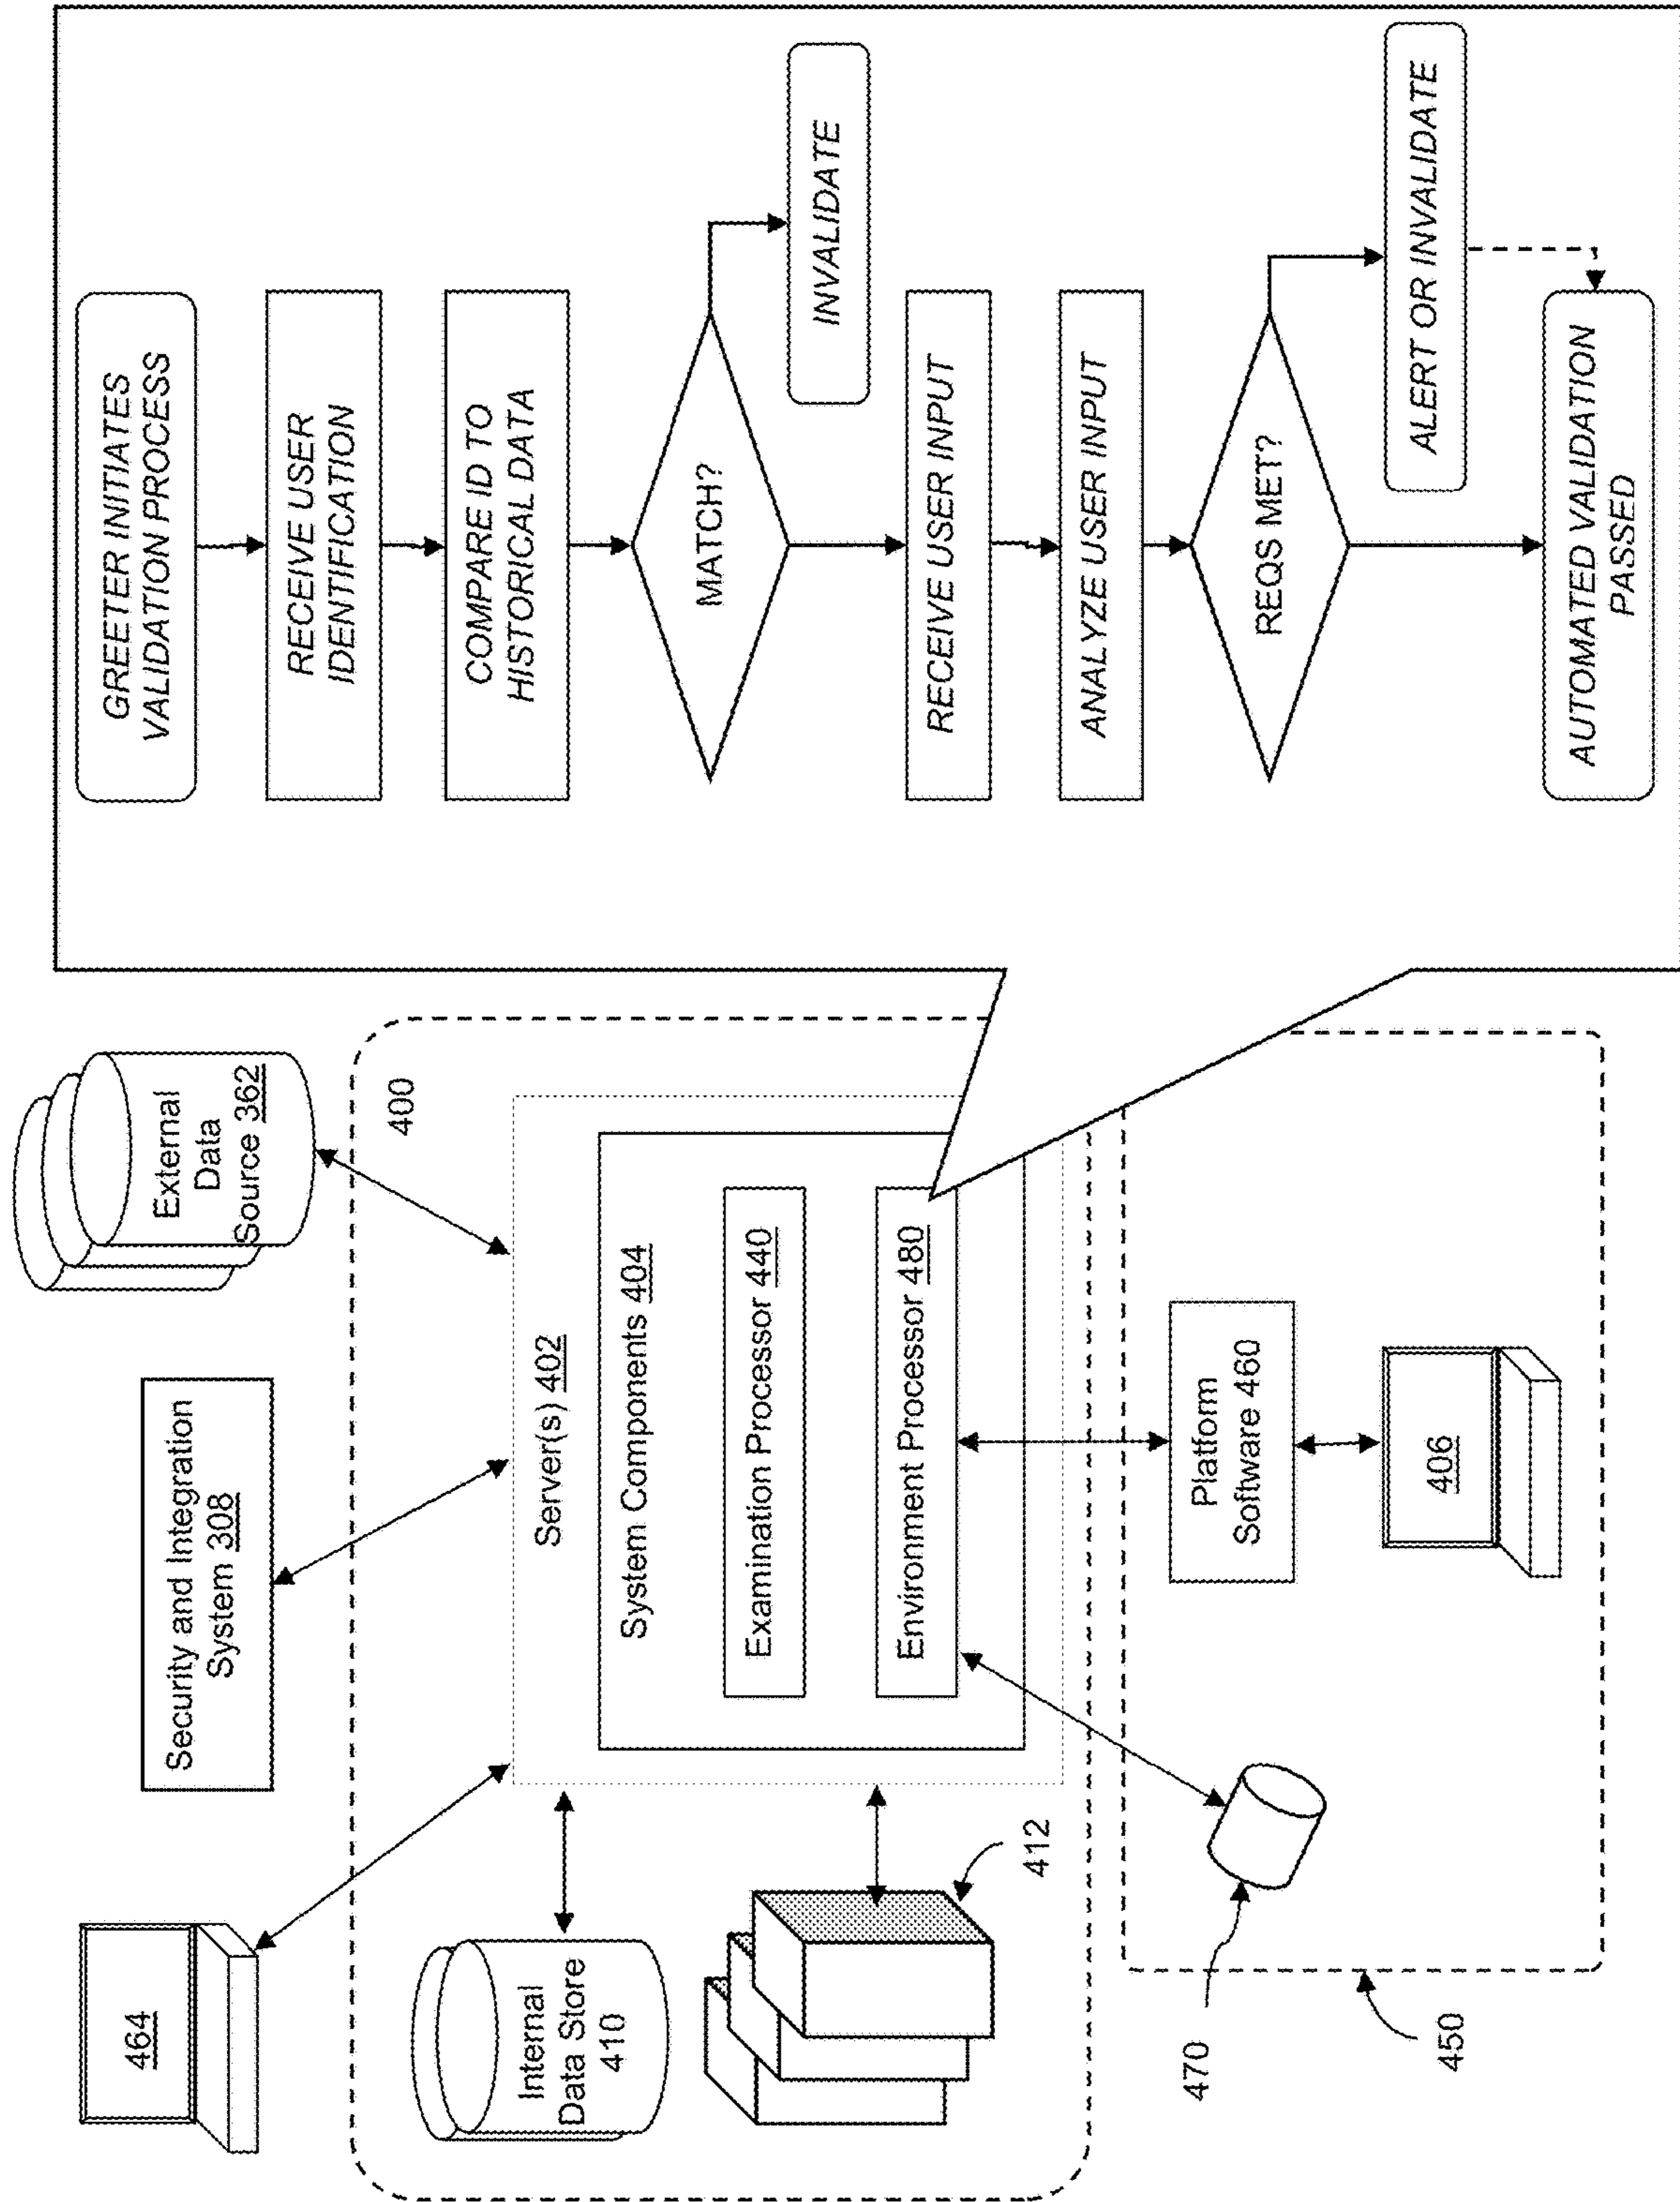 464
Security and Integration
System 308
External
Data
Source 362
400
Internal
Data Store
410
412
Server(s) 402
System Components 404
Examination Processor 440
Environment Processor 480
Platform
Software 460
406
470
450
GREETER INITIATES
VALIDATION PROCESS
RECEIVE USER
IDENTIFICATION
COMPARE ID TO
HISTORICAL DATA
MATCH?
INVALIDATE
RECEIVE USER INPUT
ANALYZE USER INPUT
REQS MET?
ALERT OR INVALIDATE
AUTOMATED VALIDATION
PASSED